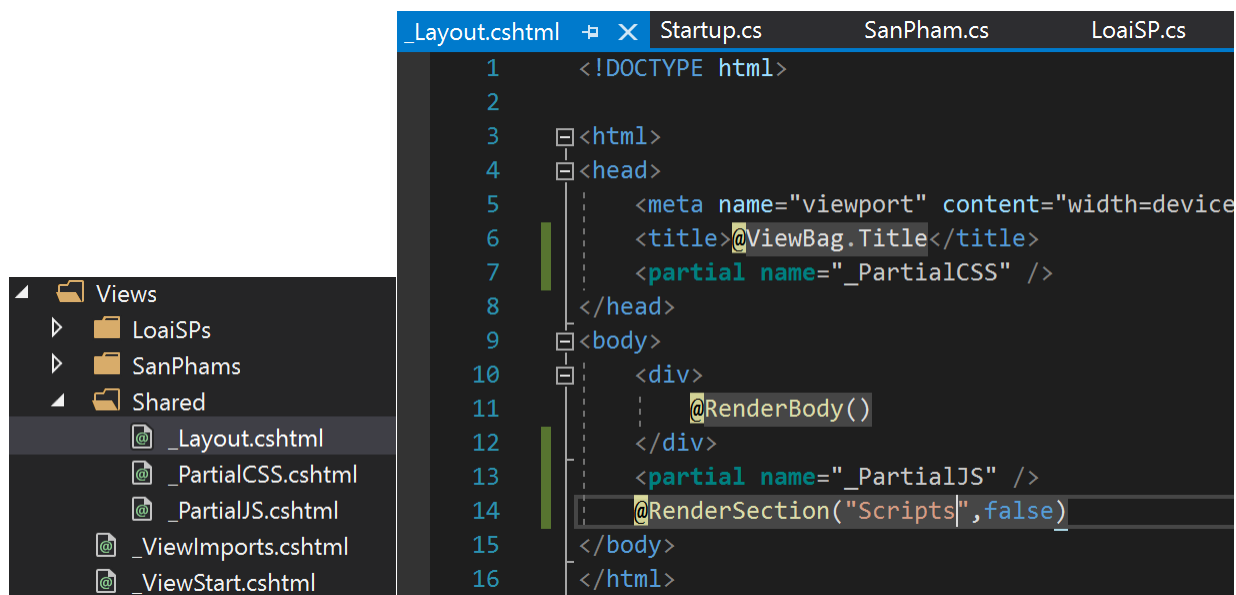 Views
LoaiSPs
SanPhams
Shared
_Layout.cshtml
_PartialCSS.cshtml
_PartialJS.cshtml
_ViewImports.cshtml
_ViewStart.cshtml
_Layout.cshtml Startup.cs SanPham.cs LoaiSP.cs
1 <!DOCTYPE html>
2
3 <html>
4 <head>
5 <meta name="viewport" content="width=device
6 <title>@ViewBag.Title</title>
7 <partial name="_PartialCSS" />
8 </head>
9 <body>
10 <div>
11 @RenderBody()
12 </div>
13 <partial name="_PartialJS" />
14 @RenderSection("Scripts",false)
15 </body>
16 </html>